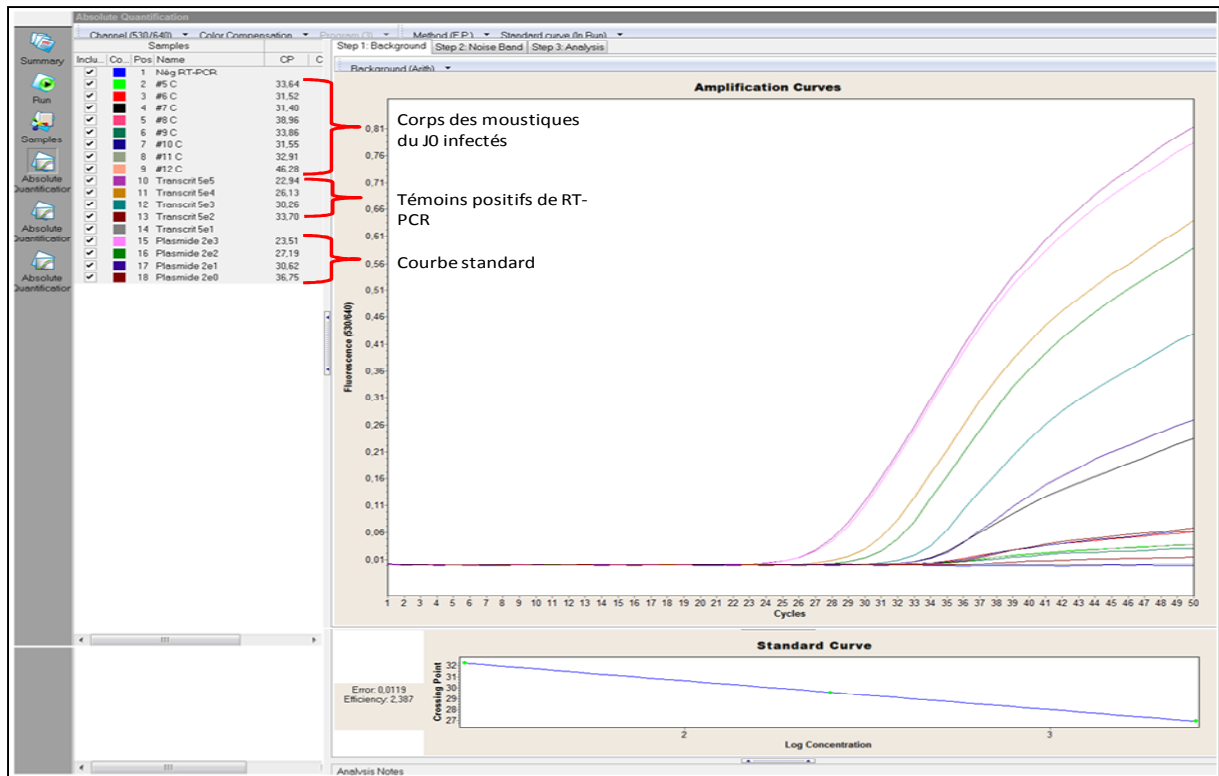 Absolute Quantification
Channel (530/640) Color Compensation Program (3) Method (F.P.) Standard curve (In Run)
Samples
Inclu... Co... Pos Name CP C
1 Nég RT-PCR
2 #5 C 33,64
3 #6 C 31,52
4 #7 C 31,40
5 #8 C 38,96
6 #9 C 33,86
7 #10 C 31,55
8 #11 C 32,91
9 #12 C 46,28
10 Transcrit 5e5 22,94
11 Transcrit 5e4 26,13
12 Transcrit 5e3 30,26
13 Transcrit 5e2 33,70
14 Transcrit 5e1
15 Plasmide 2e3 23,51
16 Plasmide 2e2 27,19
17 Plasmide 2e1 30,62
18 Plasmide 2e0 36,75
Summary
Run
Samples
Absolute
Quantification
Absolute
Quantification
Absolute
Quantification
Corps des moustiques
du J0 infectés
Témoins positifs de RT-
PCR
Courbe standard
Step 1: Background Step 2: Noise Band Step 3: Analysis
Background (Arith)
Amplification Curves
Fluorescence (530/640)
0,81
0,76
0,71
0,66
0,61
0,56
0,51
0,46
0,41
0,36
0,31
0,26
0,21
0,16
0,11
0,06
0,01
1 2 3 4 5 6 7 8 9 10 11 12 13 14 15 16 17 18 19 20 21 22 23 24 25 26 27 28 29 30 31 32 33 34 35 36 37 38 39 40 41 42 43 44 45 46 47 48 49 50
Cycles
Standard Curve
Error: 0,0119
Efficiency: 2,387
Crossing Point
32
31
30
29
28
27
2 3
Log Concentration
Analysis Notes